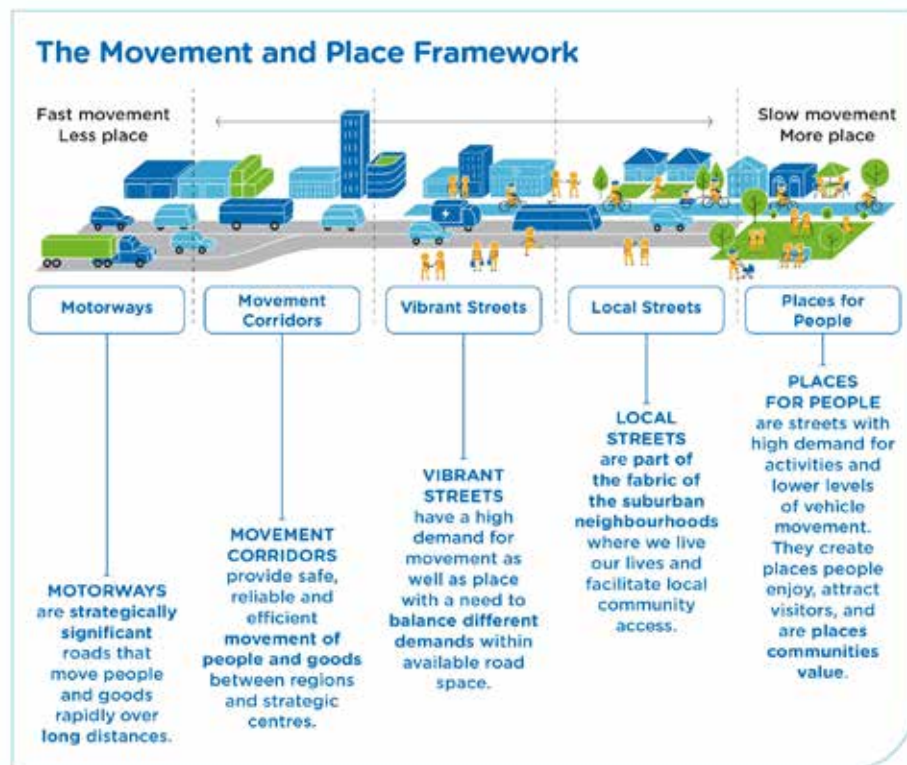 The Movement and Place Framework
Fast movement
Less place
Slow movement
More place
Motorways
Movement
Corridors
Vibrant Streets
Local Streets
Places for
People
MOTORWAYS
are strategically
significant
roads that
move people
and goods
rapidly over
long distances.
MOVEMENT
CORRIDORS
provide safe,
reliable and
efficient
movement of
people and goods
between regions
and strategic
centres.
VIBRANT
STREETS
have a high
demand for
movement as
well as place
with a need to
balance different
demands within
available road
space.
LOCAL
STREETS
are part of
the fabric of
the suburban
neighbourhoods
where we live
our lives and
facilitate local
community
access.
PLACES
FOR PEOPLE
are streets with
high demand for
activities and
lower levels
of vehicle
movement.
They create
places people
enjoy, attract
visitors, and
are places
communities
value.